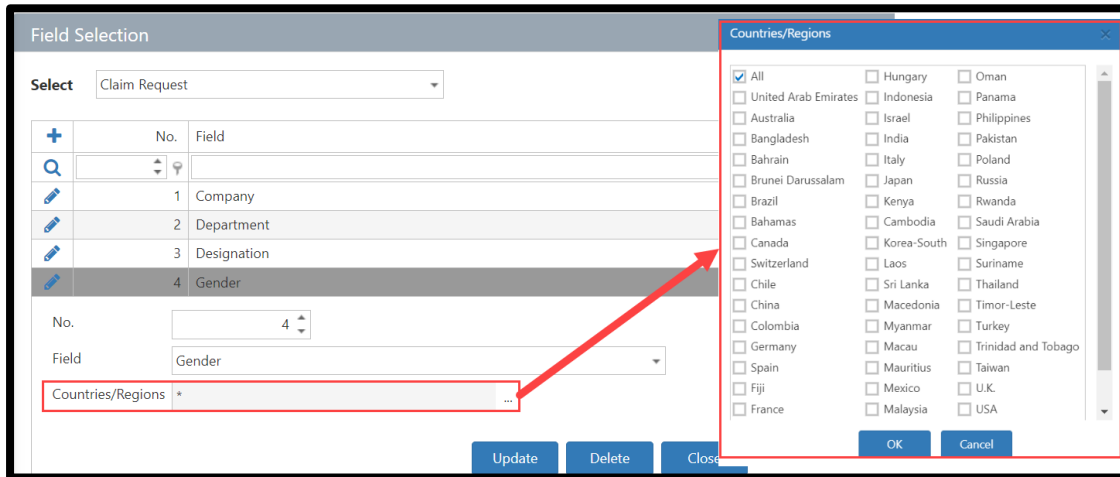 Field Selection
Select Claim Request
No. Field
1 Company
2 Department
3 Designation
4 Gender
No. 4
Field Gender
Countries/Regions * ...
Update Delete Close
Countries/Regions ×
All Hungary Oman
United Arab Emirates Indonesia Panama
Australia Israel Philippines
Bangladesh India Pakistan
Bahrain Italy Poland
Brunei Darussalam Japan Russia
Brazil Kenya Rwanda
Bahamas Cambodia Saudi Arabia
Canada Korea-South Singapore
Switzerland Laos Suriname
Chile Sri Lanka Thailand
China Macedonia Timor-Leste
Colombia Myanmar Turkey
Germany Macau Trinidad and Tobago
Spain Mauritius Taiwan
Fiji Mexico U.K.
France Malaysia USA
OK Cancel